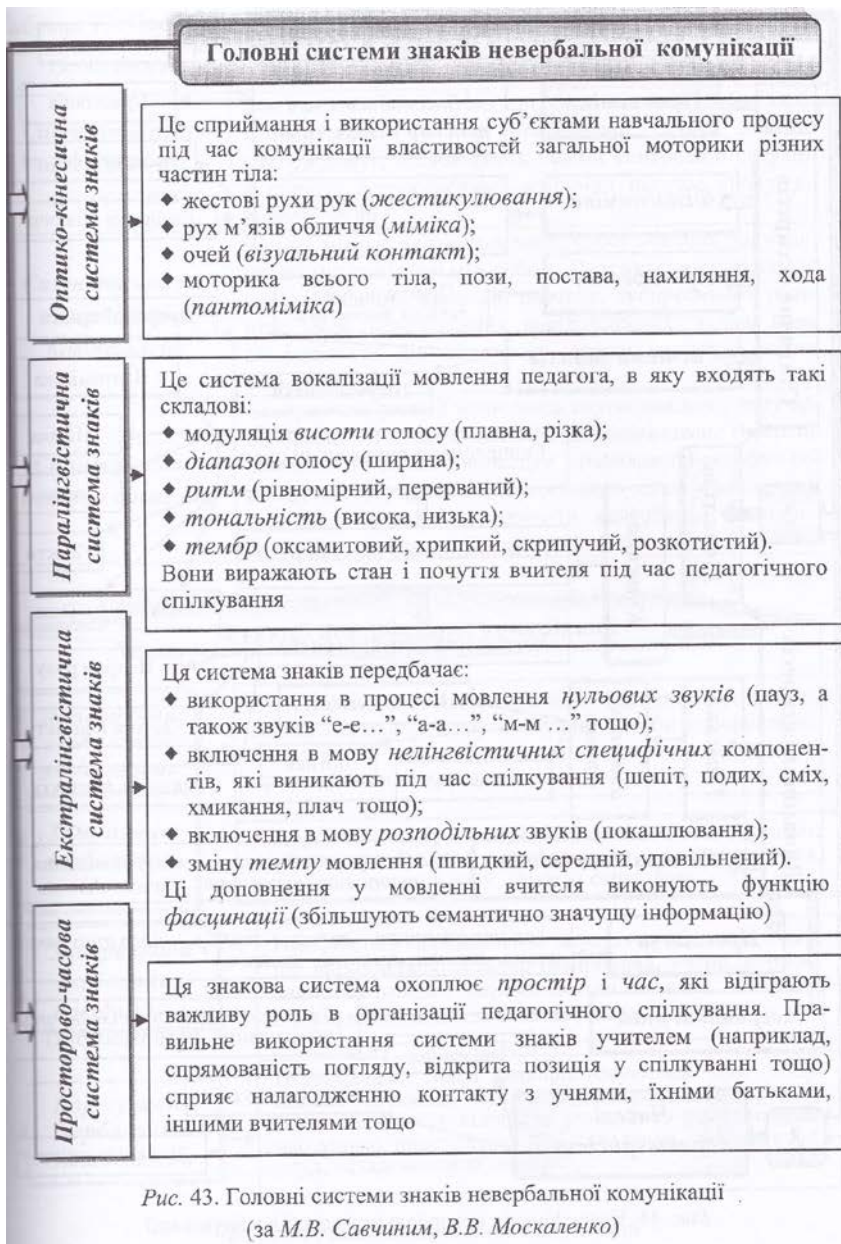 Головні системи знаків невербальної комунікації
Оптико-кінесична
система знаків
Це сприймання і використання суб’єктами навчального процесу
під час комунікації властивостей загальної моторики різних
частин тіла:
♦ жестові рухи рук (жестикулювання);
♦ рух м’язів обличчя (міміка);
♦ очей (візуальний контакт);
♦ моторика всього тіла, пози, постава, нахиляння, хода
(пантоміміка)
Паралінгвістична
система знаків
Це система вокалізації мовлення педагога, в яку входять такі
складові:
♦ модуляція висоти голосу (плавна, різка);
♦ діапазон голосу (ширина);
♦ ритм (рівномірний, перерваний);
♦ тональність (висока, низька);
♦ тембр (оксамитовий, хрипкий, скрипучий, розкотистий).
Вони виражають стан і почуття вчителя під час педагогічного
спілкування
Екстралінгвістична
система знаків
Ця система знаків передбачає:
♦ використання в процесі мовлення нульових звуків (пауз, а
також звуків “е-е…”, “а-а…”, “м-м…” тощо);
♦ включення в мову нелінгвістичних специфічних компонен-
тів, які виникають під час спілкування (шепіт, подих, сміх,
хмикання, плач тощо);
♦ включення в мову розподільних звуків (покашлювання);
♦ зміну темпу мовлення (швидкий, середній, уповільнений).
Ці доповнення у мовленні вчителя виконують функцію
фасцинації (збільшують семантично значущу інформацію)
Просторово-часова
система знаків
Ця знакова система охоплює простір і час, які відіграють
важливу роль в організації педагогічного спілкування. Пра-
вильне використання системи знаків учителем (наприклад,
спрямованість погляду, відкрита позиція у спілкуванні тощо)
сприяє налагодженню контакту з учнями, їхніми батьками,
іншими вчителями тощо
Рис. 43. Головні системи знаків невербальної комунікації
(за М.В. Савчиним, В.В. Москаленко)